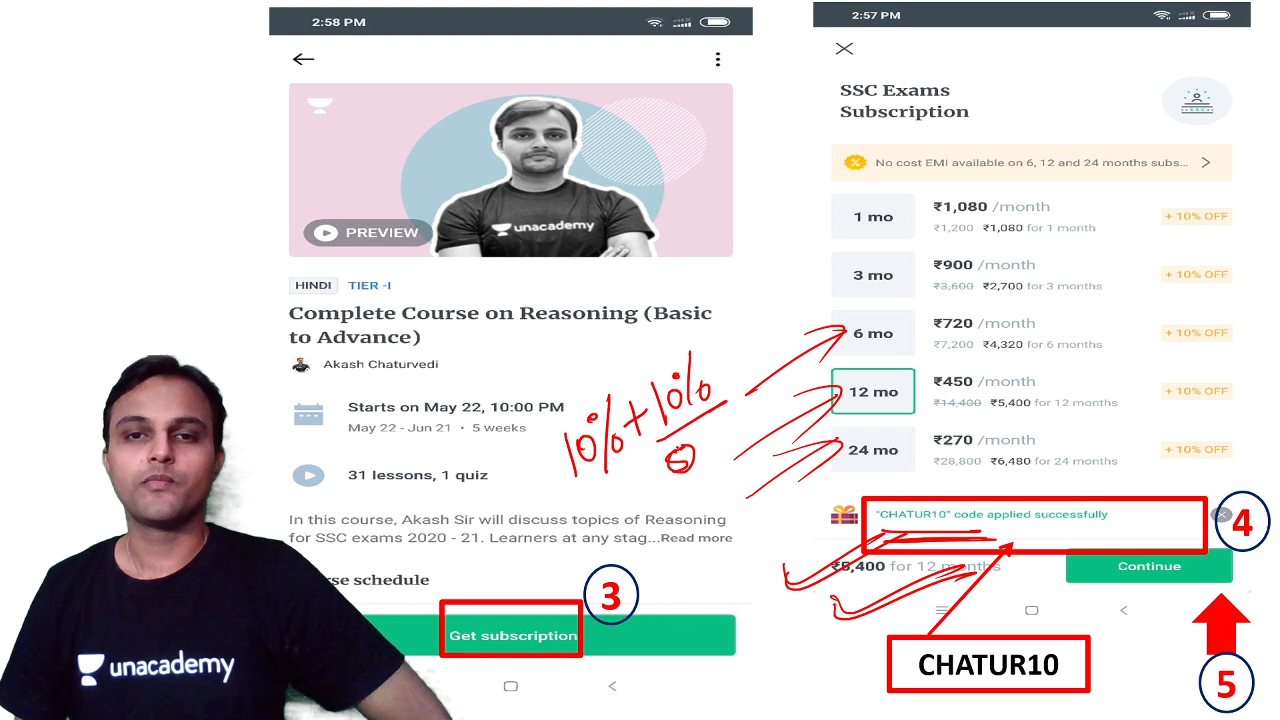 2:58 PM
unacademy
PREVIEW
HINDI TIER -I
Complete Course on Reasoning (Basic
to Advance)
Akash Chaturvedi
Starts on May 22, 10:00 PM
May 22 - Jun 21 • 5 weeks
31 lessons, 1 quiz
In this course, Akash Sir will discuss topics of Reasoning
for SSC exams 2020 - 21. Learners at any stag...Read more
rse schedule
3
Get subscription
unacademy
10% + 10%
2:57 PM
SSC Exams
Subscription
No cost EMI available on 6, 12 and 24 months subs...
1 mo ₹1,080 /month + 10% OFF
₹1,200 ₹1,080 for 1 month
3 mo ₹900 /month + 10% OFF
₹3,600 ₹2,700 for 3 months
6 mo ₹720 /month + 10% OFF
₹7,200 ₹4,320 for 6 months
12 mo ₹450 /month + 10% OFF
₹14,400 ₹5,400 for 12 months
24 mo ₹270 /month + 10% OFF
₹28,800 ₹6,480 for 24 months
"CHATUR10" code applied successfully
4
₹5,400 for 12 months
Continue
CHATUR10
5